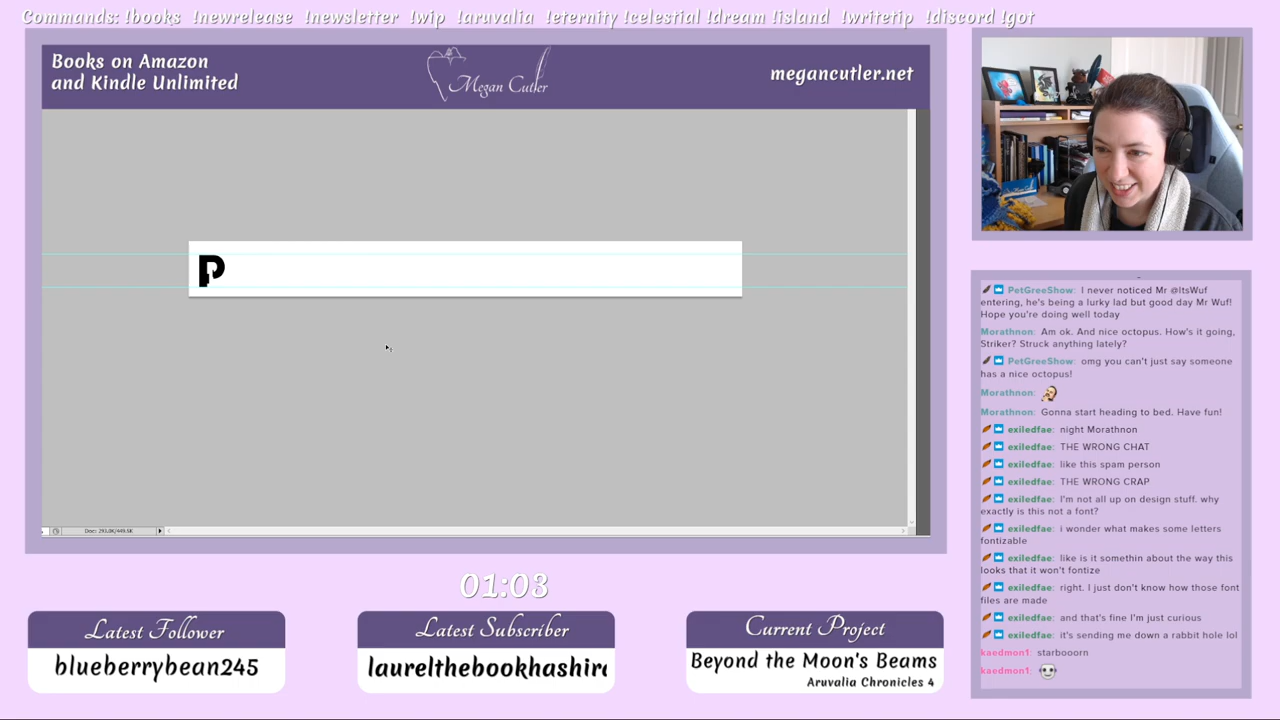 Commands: !books !newrelease !newsletter !wip !aruvalia !eternity !celestial !dream !island !writetip !discord !got
Books on Amazon
and Kindle Unlimited
Megan Cutler
megancutler.net
P
Doc: 293.0K/449.5K
01:03
Latest Follower
blueberrybean245
Latest Subscriber
laurelthebookhashira
Current Project
Beyond the Moon's Beams
Aruvalia Chronicles 4
PetGreeShow: I never noticed Mr @ItsWuf
entering, he's being a lurky lad but good day Mr Wuf!
Hope you're doing well today
Morathnon: Am ok. And nice octopus. How's it going,
Striker? Struck anything lately?
PetGreeShow: omg you can't just say someone
has a nice octopus!
Morathnon:
Morathnon: Gonna start heading to bed. Have fun!
exiledfae: night Morathnon
exiledfae: THE WRONG CHAT
exiledfae: like this spam person
exiledfae: THE WRONG CRAP
exiledfae: I'm not all up on design stuff. why
exactly is this not a font?
exiledfae: i wonder what makes some letters
fontizable
exiledfae: like is it somethin about the way this
looks that it won't fontize
exiledfae: right. I just don't know how those font
files are made
exiledfae: and that's fine I'm just curious
exiledfae: it's sending me down a rabbit hole lol
kaedmon1: starbooorn
kaedmon1: